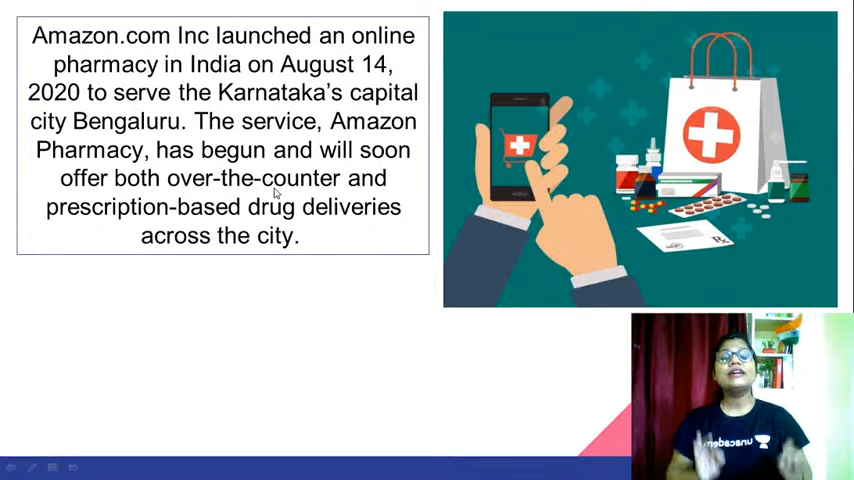 Amazon.com Inc launched an online
pharmacy in India on August 14,
2020 to serve the Karnataka's capital
city Bengaluru. The service, Amazon
Pharmacy, has begun and will soon
offer both over-the-counter and
prescription-based drug deliveries
across the city.
Rx
unacademy